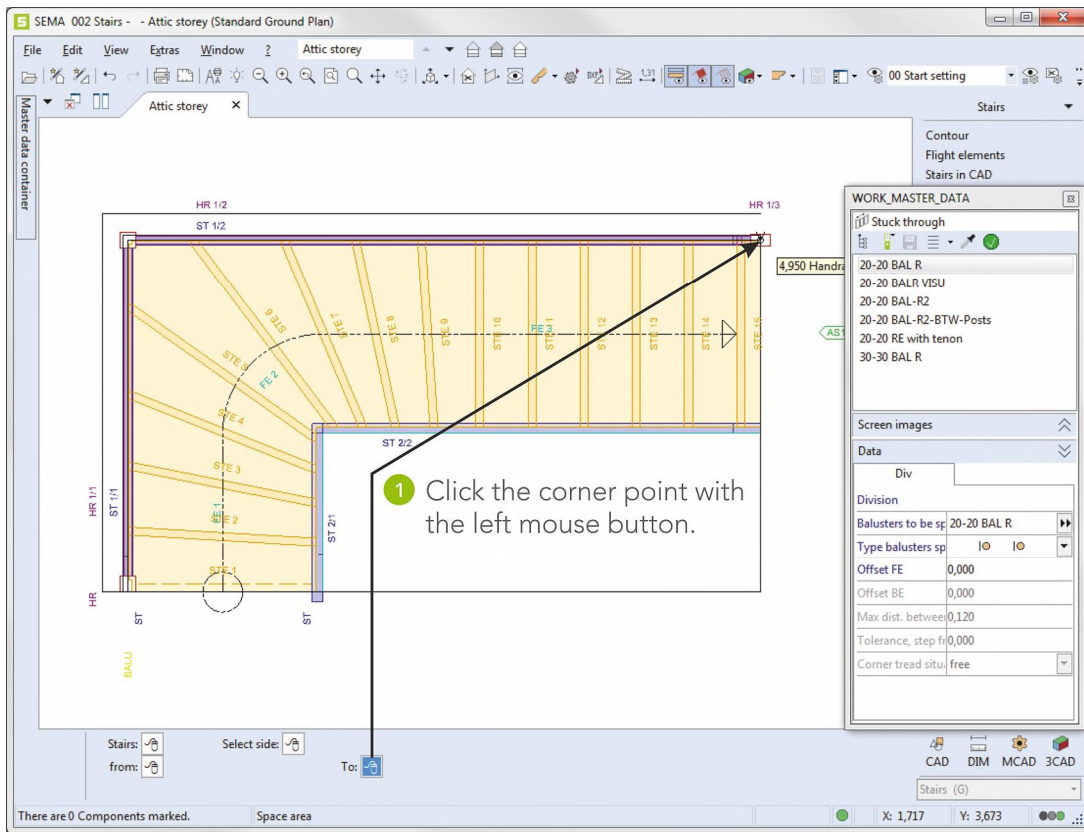 SEMA 002 Stairs - - Attic storey (Standard Ground Plan)
File Edit View Extras Window ? Attic storey
1,31
00 Start setting
Master data container
Attic storey
Stairs
Contour
Flight elements
Stairs in CAD
WORK_MASTER_DATA
Stuck through
20-20 BAL R
20-20 BALR VISU
20-20 BAL-R2
20-20 BAL-R2-BTW-Posts
20-20 RE with tenon
30-30 BAL R
Screen images
Data
Div
Division
Balusters to be sp 20-20 BAL R
Type balusters sp
Offset FE 0,000
Offset BE 0,000
Max dist. betwee 0,120
Tolerance, step fr 0,000
Corner tread situ free
HR 1/2
HR 1/3
ST 1/2
4,950 Handra
AS1
STE 6
STE 7
STE 8
STE 9
STE 10
STE 11
STE 12
STE 13
STE 14
STE 15
FE 3
STE 5
FE 2
STE 4
STE 3
FE 1
STE 2
STE 1
ST 2/2
HR 1/1
ST 1/1
ST 2/1
HR
ST
ST
BALLI
1 Click the corner point with
the left mouse button.
Stairs: Select side:
from: To:
CAD DIM MCAD 3CAD
Stairs (G)
There are 0 Components marked. Space area X: 1,717 Y: 3,673